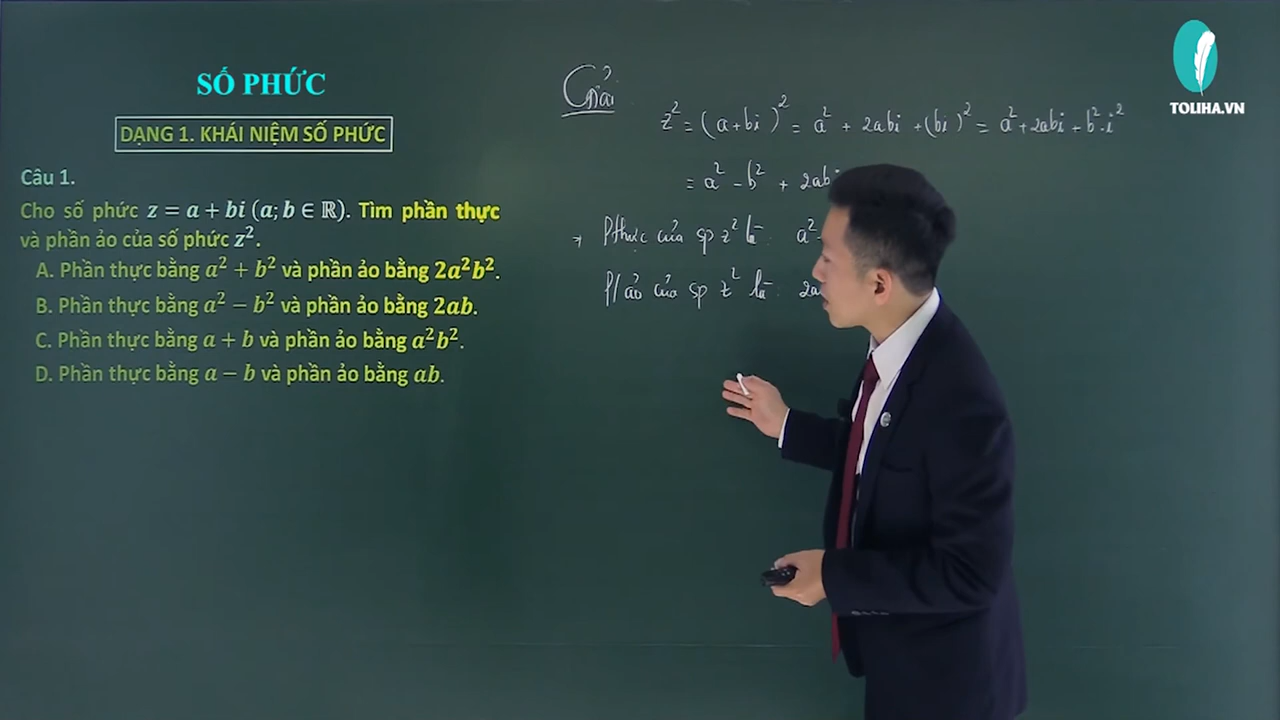 SỐ PHỨC
DẠNG 1. KHÁI NIỆM SỐ PHỨC
Câu 1.
Cho số phức z = a + bi (a; b ∈ ℝ). Tìm phần thực
và phần ảo của số phức z².
A. Phần thực bằng a² + b² và phần ảo bằng 2a²b².
B. Phần thực bằng a² − b² và phần ảo bằng 2ab.
C. Phần thực bằng a + b và phần ảo bằng a²b².
D. Phần thực bằng a − b và phần ảo bằng ab.
Giải
z² = (a+bi)² = a² + 2abi + (bi)² = a² + 2abi + b².i²
= a² − b² + 2abi
Pthực của sp z² là: a²
P/ảo của sp z² là: 2a
TOLIHA.VN